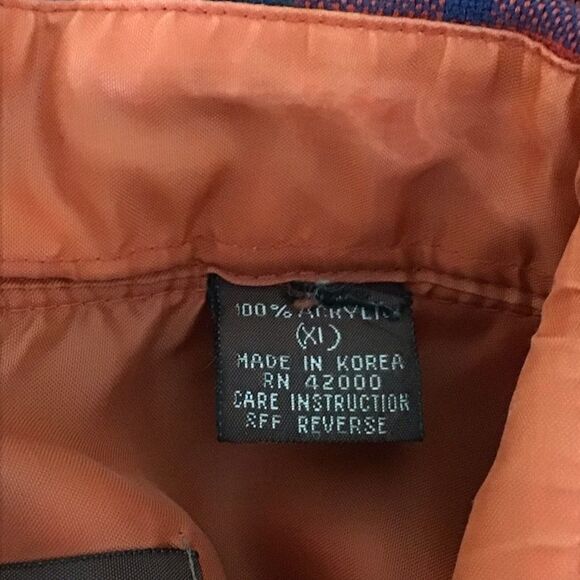 100% ACRYLIC
(XL)
MADE IN KOREA
RN 42000
CARE INSTRUCTION
SEE REVERSE